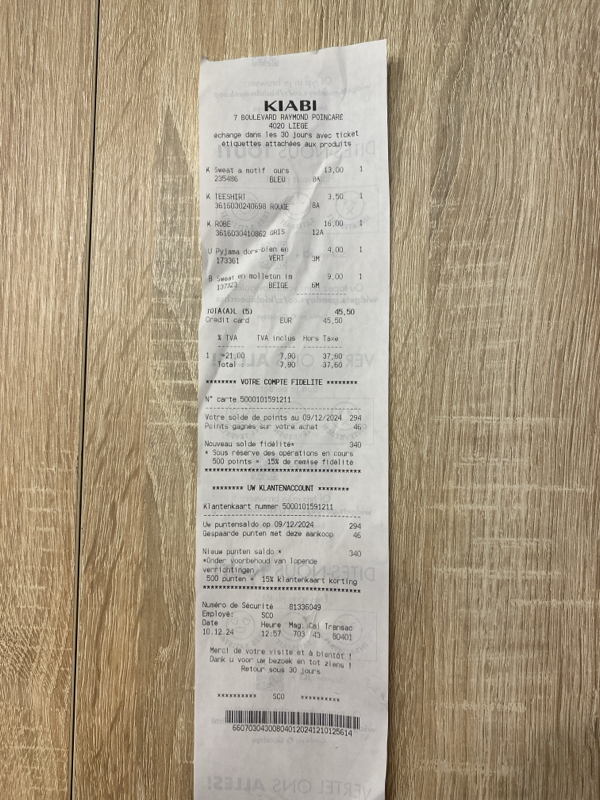 KIABI
7 BOULEVARD RAYMOND POINCARE
4020 LIEGE
échange dans les 30 jours avec ticket
etiquettes attachées aux produits
K Sweat a motif ours 13,00 1
235486 BLEU 8A
K TEESHIRT 3,50 1
3616030240698 ROUGE 8A
K ROBE 16,00 1
3616030410862 GRIS 12A
U Pyjama dors-bien en 4,00 1
173361 VERT 3M
B Sweat en molleton im 9,00 1
BEIGE 6M
TOTA(A)L (5) 45,50
Credit card EUR 45,50
% TVA TVA inclus Hors Taxe
1 =21,00 7,90 37,60
Total : 7,90 37,60
******** VOTRE COMPTE FIDELITE ********
N° carte 5000101591211
Votre solde de points au 09/12/2024 294
Points gagnés sur votre achat 46
Nouveau solde fidélité* 340
* Sous réserve des opérations en cours
500 points = 15% de remise fidélité
******** UW KLANTENACCOUNT ********
Klantenkaart nummer 5000101591211
Uw puntensaldo op 09/12/2024 294
Gespaarde punten met deze aankoop 46
Nieuw punten saldo * 340
*Onder voorbehoud van lopende
verrichtingen
500 punten = 15% klantenkaart korting
Numéro de Sécurité 81336049
Employé: SCO
Date Heure Mag. Cai Transac
10.12.24 12:57 703 43 80401
Merci de votre visite et à bientôt !
Dank u voor uw bezoek en tot ziens !
Retour sous 30 jours
********** SCO **********
660703043008040120241210125614